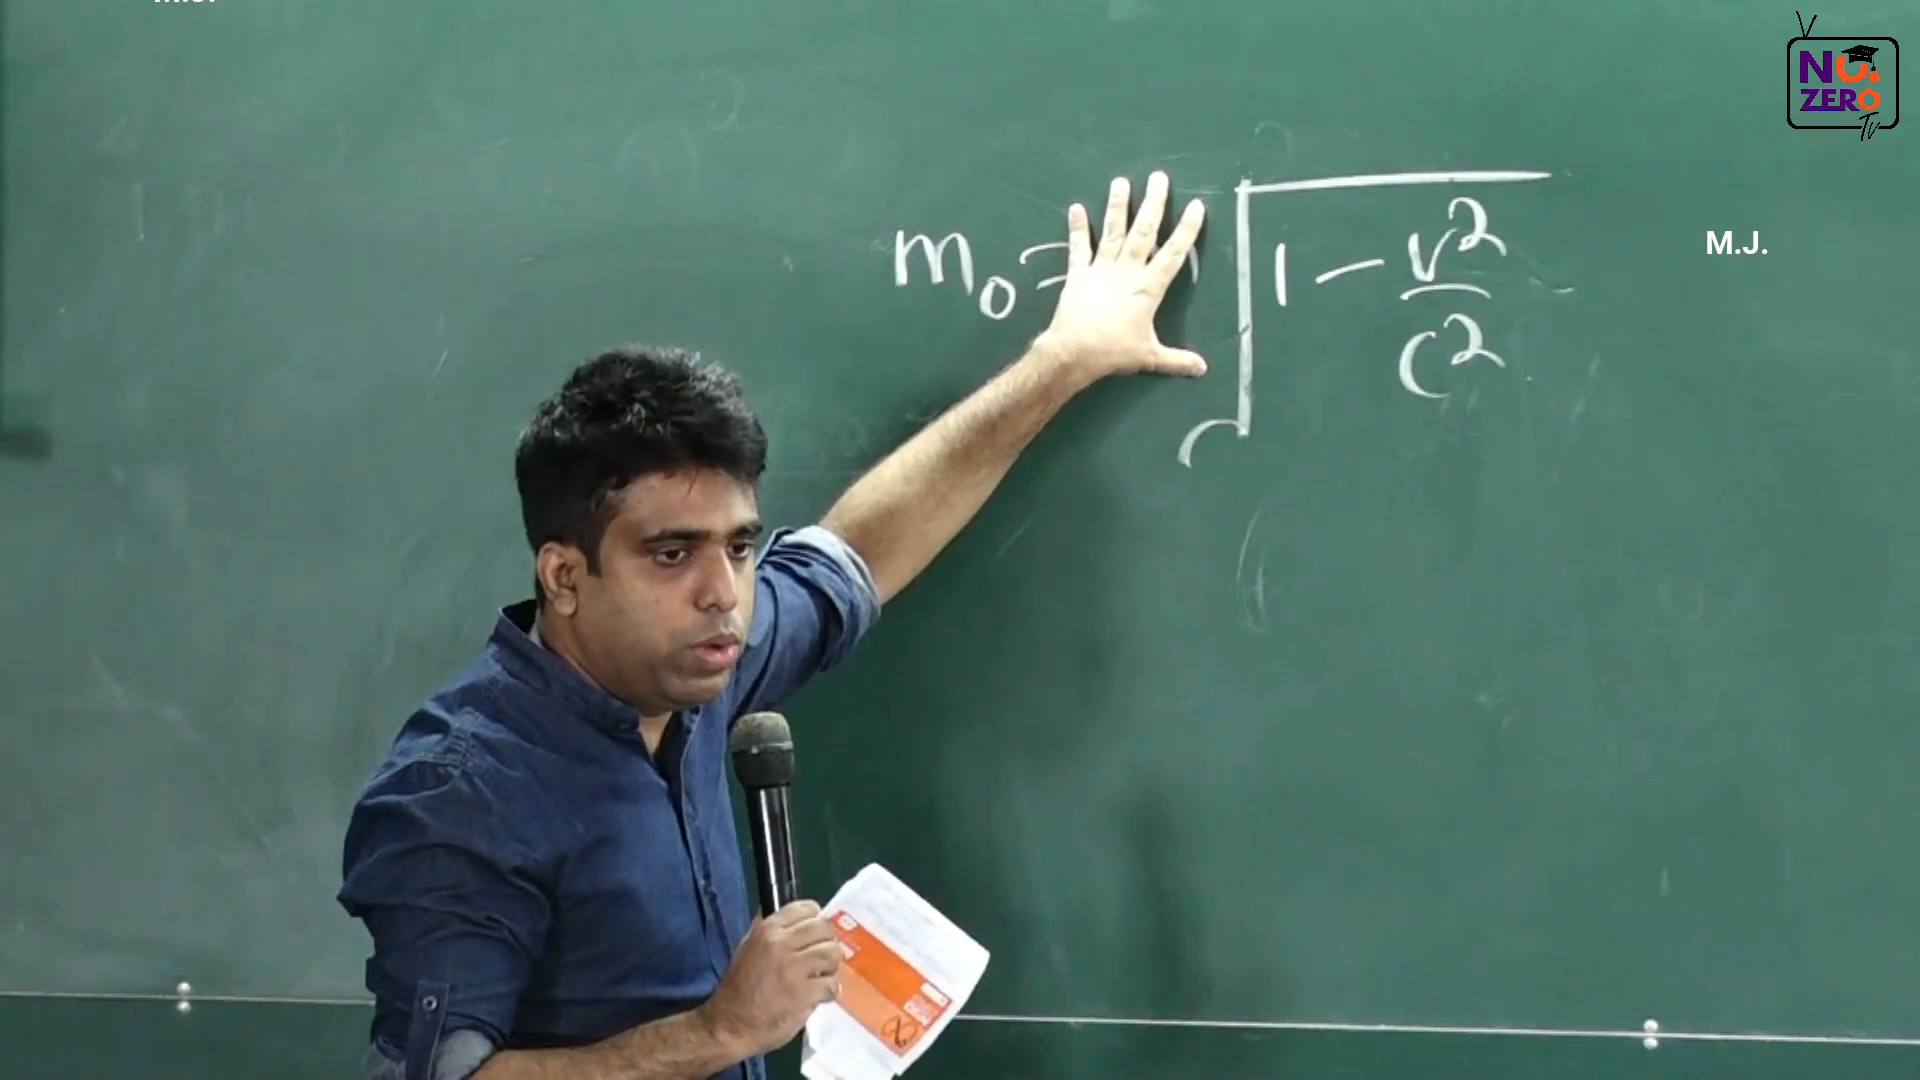 NO.
ZERO
Tv
M.J.
m₀ = √1 - v²/c²